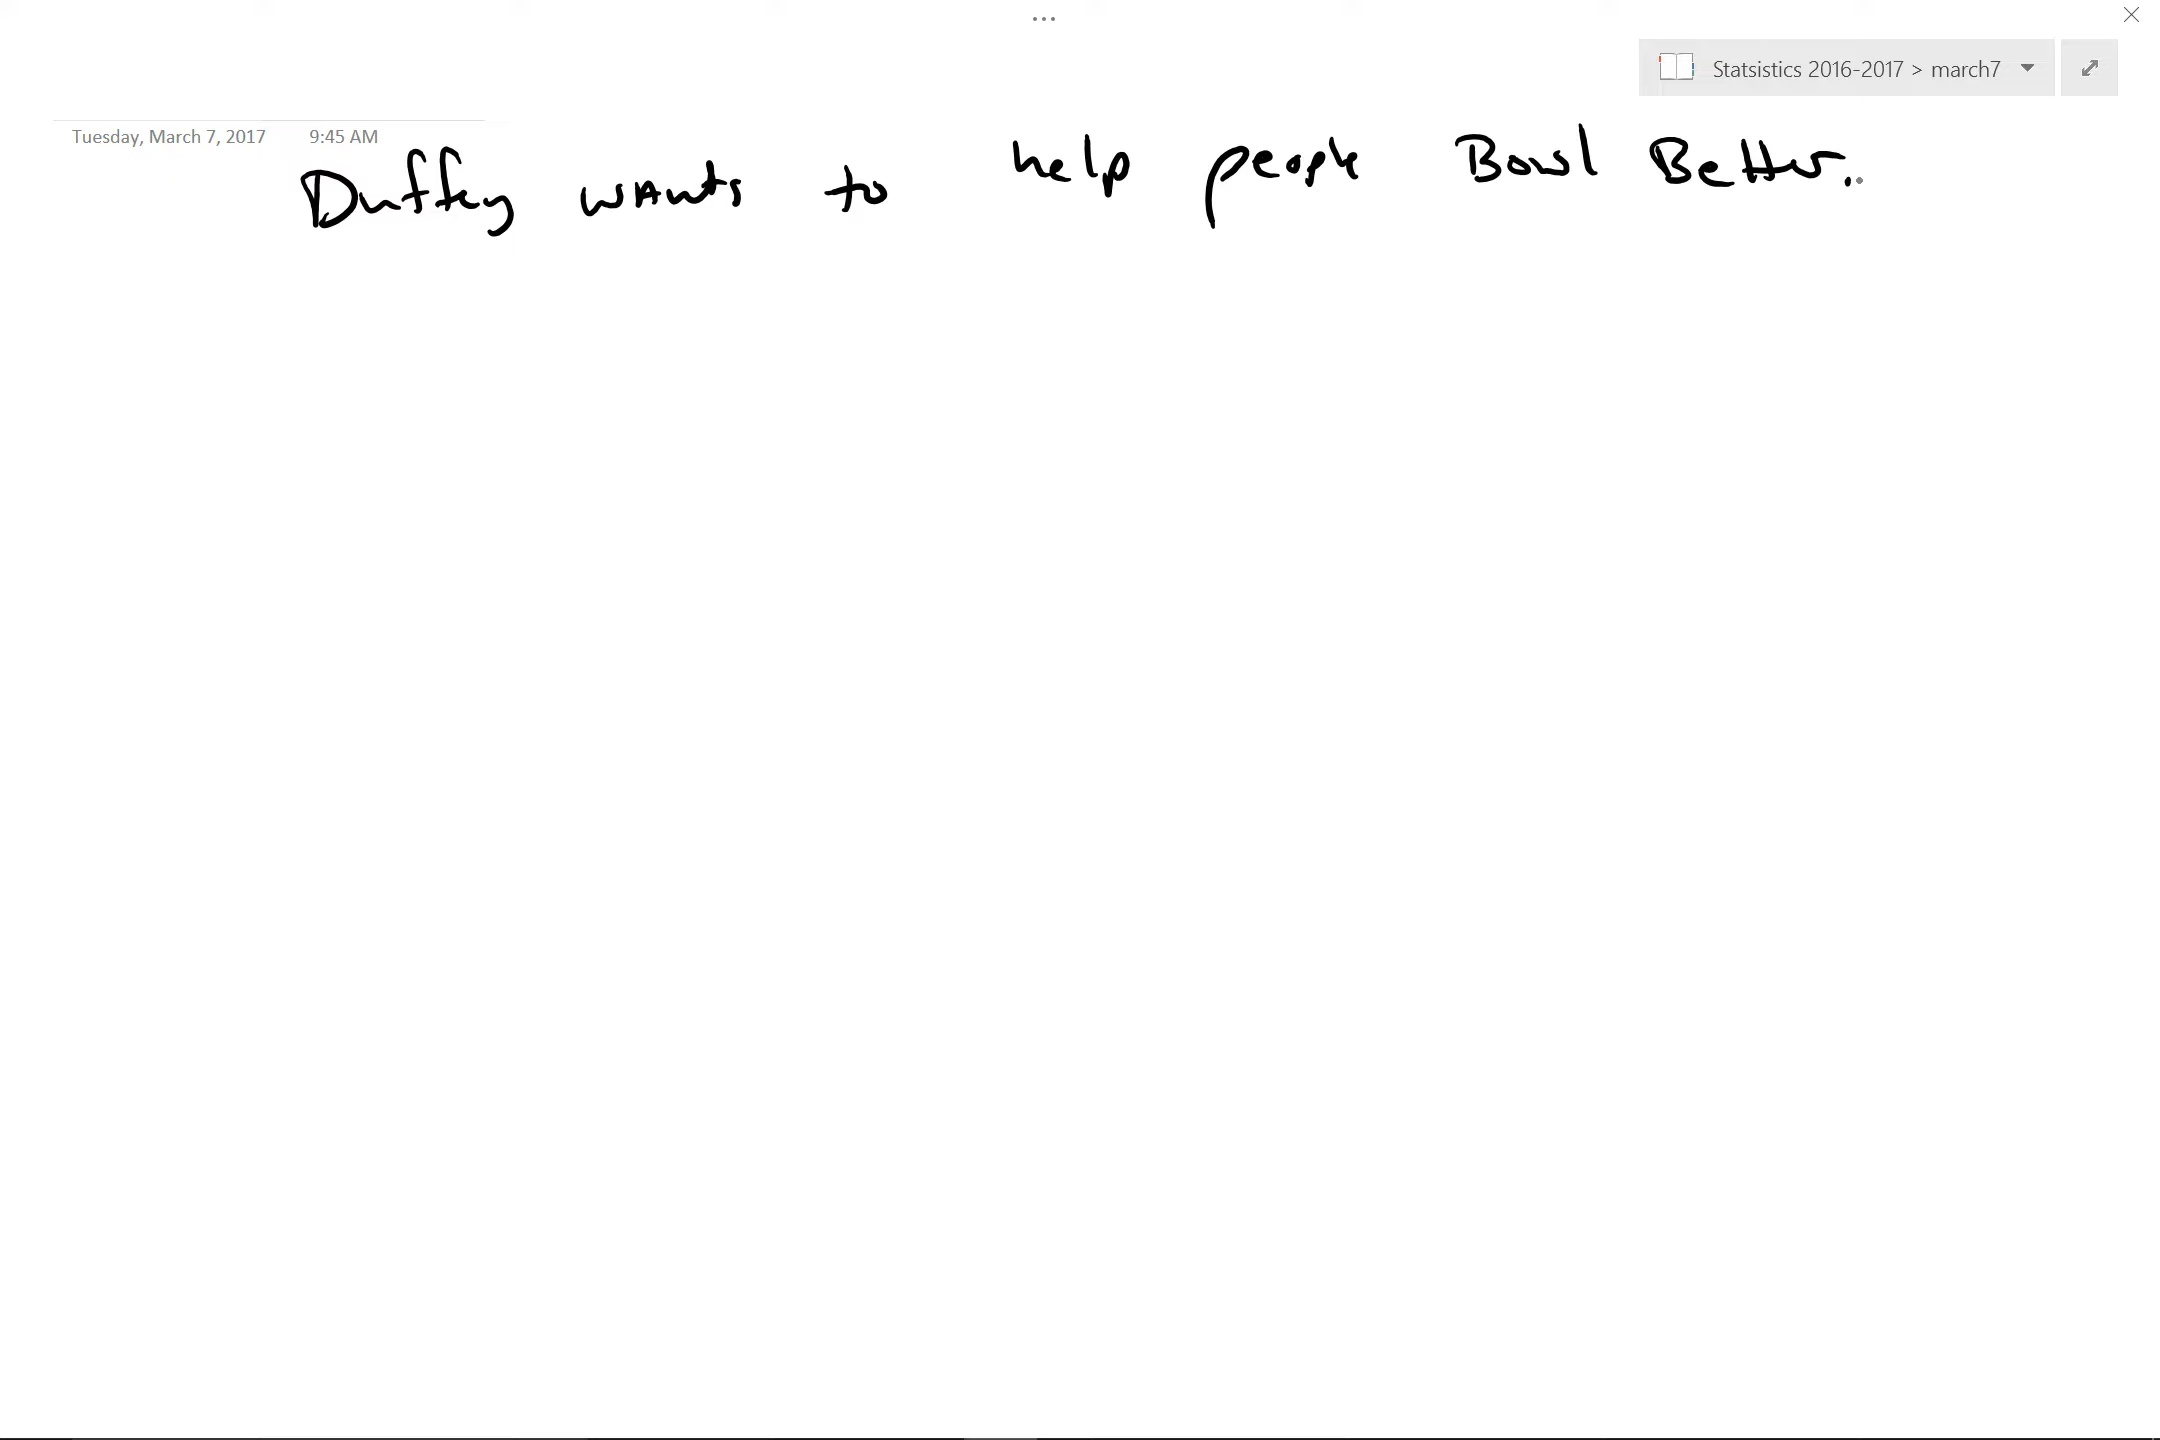 ...
Statsistics 2016-2017 > march7
Tuesday, March 7, 2017 9:45 AM
Duffey wants to help people Bowl Better.